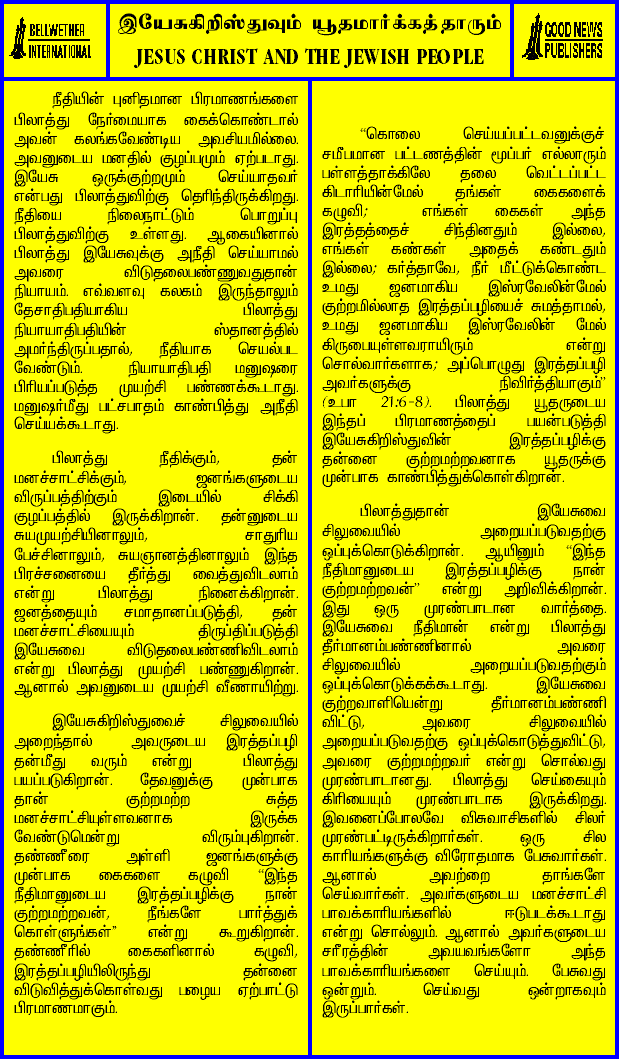 BELLWETHER
INTERNATIONAL
இயேசுகிறிஸ்துவும் யூதமார்க்கத்தாரும்
JESUS CHRIST AND THE JEWISH PEOPLE
GOOD NEWS
PUBLISHERS
நீதியின் புனிதமான பிரமாணங்களை
பிலாத்து நேர்மையாக கைக்கொண்டால்
அவன் கலங்கவேண்டிய அவசியமில்லை.
அவனுடைய மனதில் குழப்பமும் ஏற்படாது.
இயேசு ஒருக்குற்றமும் செய்யாதவர்
என்பது பிலாத்துவிற்கு தெரிந்திருக்கிறது.
நீதியை நிலைநாட்டும் பொறுப்பு
பிலாத்துவிற்கு உள்ளது. ஆகையினால்
பிலாத்து இயேசுவுக்கு அநீதி செய்யாமல்
அவரை விடுதலைபண்ணுவதுதான்
நியாயம். எவ்வளவு கலகம் இருந்தாலும்
தேசாதிபதியாகிய பிலாத்து
நியாயாதிபதியின் ஸ்தானத்தில்
அமர்ந்திருப்பதால், நீதியாக செயல்பட
வேண்டும். நியாயாதிபதி மனுஷரை
பிரியப்படுத்த முயற்சி பண்ணக்கூடாது.
மனுஷர்மீது பட்சபாதம் காண்பித்து அநீதி
செய்யக்கூடாது.
பிலாத்து நீதிக்கும், தன்
மனச்சாட்சிக்கும், ஜனங்களுடைய
விருப்பத்திற்கும் இடையில் சிக்கி
குழப்பத்தில் இருக்கிறான். தன்னுடைய
சுயமுயற்சியினாலும், சாதுரிய
பேச்சினாலும், சுயஞானத்தினாலும் இந்த
பிரச்சனையை தீர்த்து வைத்துவிடலாம்
என்று பிலாத்து நினைக்கிறான்.
ஜனத்தையும் சமாதானப்படுத்தி, தன்
மனச்சாட்சியையும் திருப்திப்படுத்தி
இயேசுவை விடுதலைபண்ணிவிடலாம்
என்று பிலாத்து முயற்சி பண்ணுகிறான்.
ஆனால் அவனுடைய முயற்சி வீணாயிற்று.
இயேசுகிறிஸ்துவைச் சிலுவையில்
அறைந்தால் அவருடைய இரத்தப்பழி
தன்மீது வரும் என்று பிலாத்து
பயப்படுகிறான். தேவனுக்கு முன்பாக
தான் குற்றமற்ற சுத்த
மனச்சாட்சியுள்ளவனாக இருக்க
வேண்டுமென்று விரும்புகிறான்.
தண்ணீரை அள்ளி ஜனங்களுக்கு
முன்பாக கைகளை கழுவி “இந்த
நீதிமானுடைய இரத்தப்பழிக்கு நான்
குற்றமற்றவன், நீங்களே பார்த்துக்
கொள்ளுங்கள்” என்று கூறுகிறான்.
தண்ணீரில் கைகளினால் கழுவி,
இரத்தப்பழியிலிருந்து தன்னை
விடுவித்துக்கொள்வது பழைய ஏற்பாட்டு
பிரமாணமாகும்.
“கொலை செய்யப்பட்டவனுக்குச்
சமீபமான பட்டணத்தின் மூப்பர் எல்லாரும்
பள்ளத்தாக்கிலே தலை வெட்டப்பட்ட
கிடாரியின்மேல் தங்கள் கைகளைக்
கழுவி; எங்கள் கைகள் அந்த
இரத்தத்தைச் சிந்தினதும் இல்லை,
எங்கள் கண்கள் அதைக் கண்டதும்
இல்லை; கர்த்தாவே, நீர் மீட்டுக்கொண்ட
உமது ஜனமாகிய இஸ்ரவேலின்மேல்
குற்றமில்லாத இரத்தப்பழியைச் சுமத்தாமல்,
உமது ஜனமாகிய இஸ்ரவேலின் மேல்
கிருபையுள்ளவராயிரும் என்று
சொல்வார்களாக; அப்பொழுது இரத்தப்பழி
அவர்களுக்கு நிவிர்த்தியாகும்”
(உபா 21:6-8). பிலாத்து யூதருடைய
இந்தப் பிரமாணத்தைப் பயன்படுத்தி
இயேசுகிறிஸ்துவின் இரத்தப்பழிக்கு
தன்னை குற்றமற்றவனாக யூதருக்கு
முன்பாக காண்பித்துக்கொள்கிறான்.
பிலாத்துதான் இயேசுவை
சிலுவையில் அறையப்படுவதற்கு
ஒப்புக்கொடுக்கிறான். ஆயினும் “இந்த
நீதிமானுடைய இரத்தப்பழிக்கு நான்
குற்றமற்றவன்” என்று அறிவிக்கிறான்.
இது ஒரு முரண்பாடான வார்த்தை.
இயேசுவை நீதிமான் என்று பிலாத்து
தீர்மானம்பண்ணினால் அவரை
சிலுவையில் அறையப்படுவதற்கும்
ஒப்புக்கொடுக்கக்கூடாது. இயேசுவை
குற்றவாளியென்று தீர்மானம்பண்ணி
விட்டு, அவரை சிலுவையில்
அறையப்படுவதற்கு ஒப்புக்கொடுத்துவிட்டு,
அவரை குற்றமற்றவர் என்று சொல்வது
முரண்பாடானது. பிலாத்து செய்கையும்
கிரியையும் முரண்பாடாக இருக்கிறது.
இவனைப்போலவே விசுவாசிகளில் சிலர்
முரண்பட்டிருக்கிறார்கள். ஒரு சில
காரியங்களுக்கு விரோதமாக பேசுவார்கள்.
ஆனால் அவற்றை தாங்களே
செய்வார்கள். அவர்களுடைய மனச்சாட்சி
பாவக்காரியங்களில் ஈடுபடக்கூடாது
என்று சொல்லும். ஆனால் அவர்களுடைய
சரீரத்தின் அவயவங்களோ அந்த
பாவக்காரியங்களை செய்யும். பேசுவது
ஒன்றும். செய்வது ஒன்றாகவும்
இருப்பார்கள்.